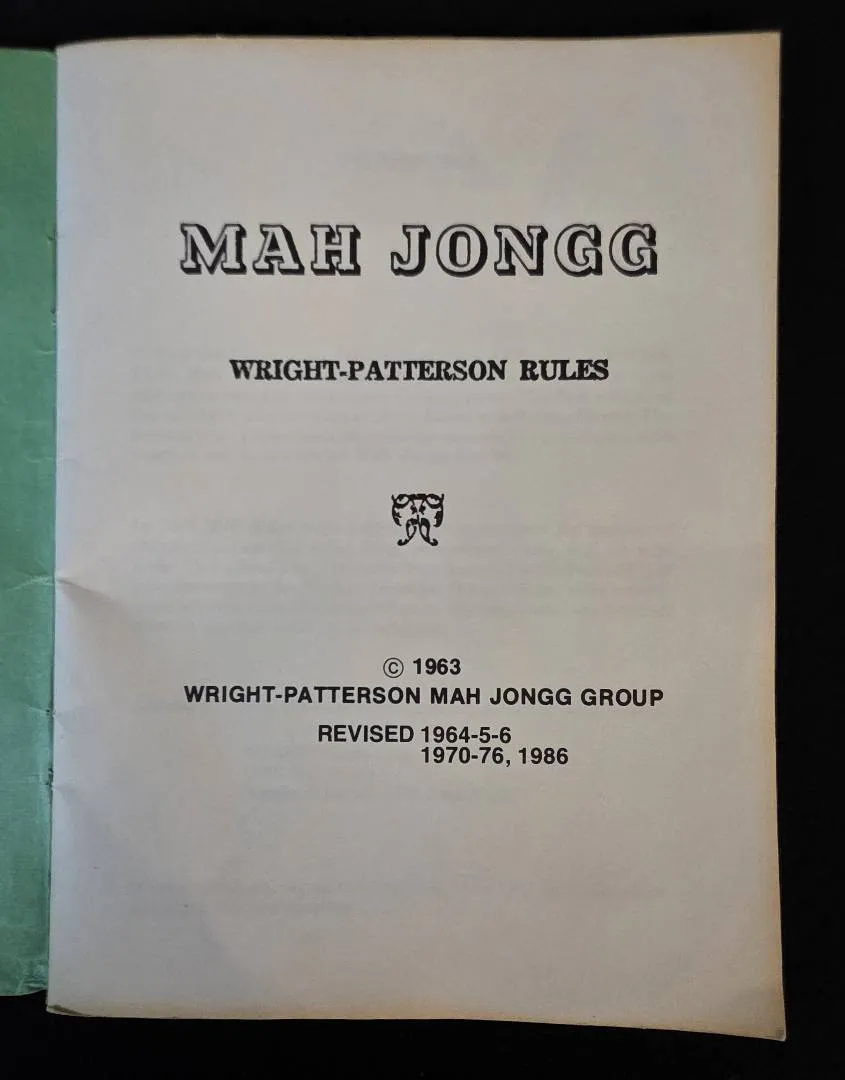 MAH JONGG
WRIGHT-PATTERSON RULES
© 1963
WRIGHT-PATTERSON MAH JONGG GROUP
REVISED 1964-5-6
1970-76, 1986